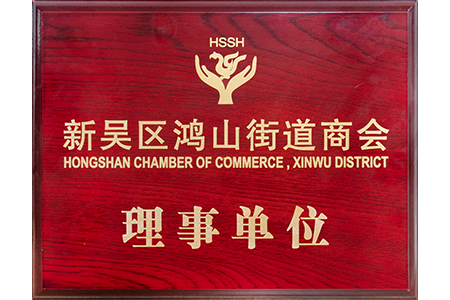 HSSH
新吴区鸿山街道商会
HONGSHAN CHAMBER OF COMMERCE , XINWU DISTRICT
理事单位